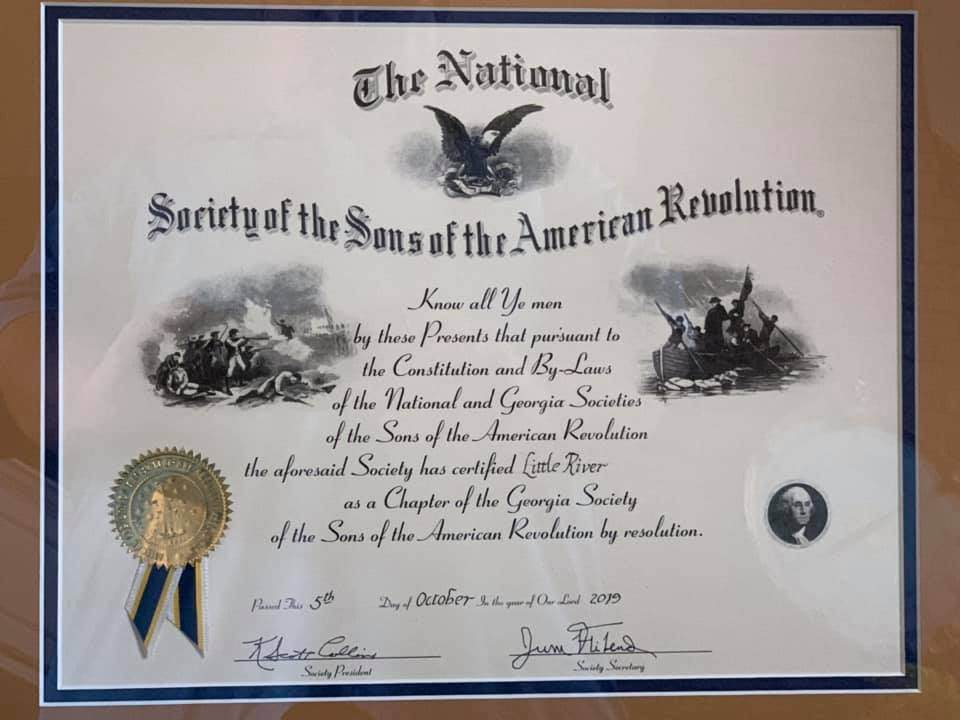 The National
Society of the Sons of the American Revolution®
Know all Ye men
by these Presents that pursuant to
the Constitution and By-Laws
of the National and Georgia Societies
of the Sons of the American Revolution
the aforesaid Society has certified Little River
as a Chapter of the Georgia Society
of the Sons of the American Revolution by resolution.
Passed This 5th Day of October In the year of Our Lord 2019
K Scott Collins
Society President Society Secretary